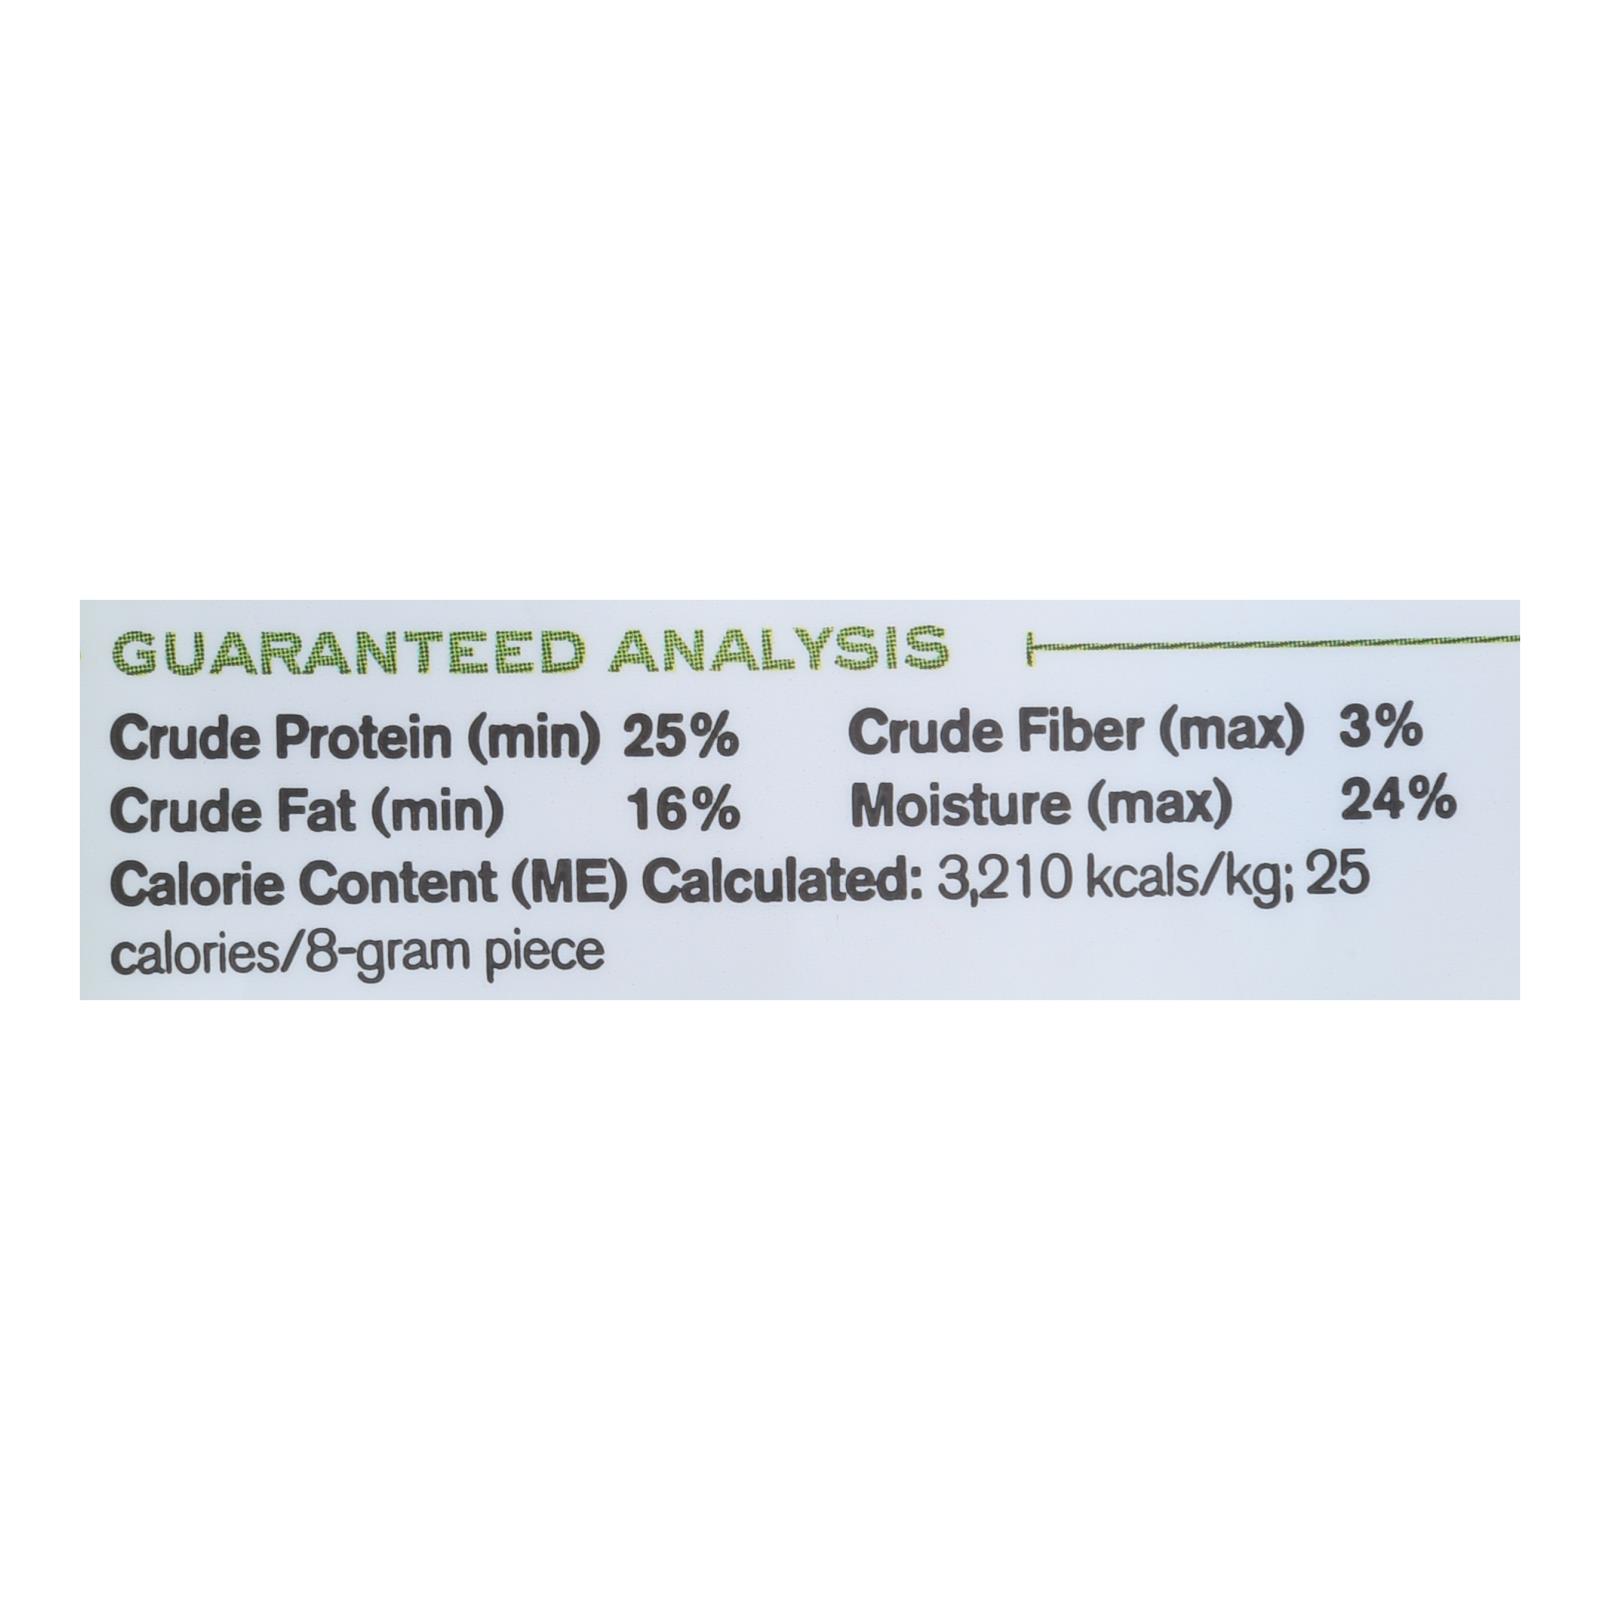 GUARANTEED ANALYSIS
Crude Protein (min) 25% Crude Fiber (max) 3%
Crude Fat (min) 16% Moisture (max) 24%
Calorie Content (ME) Calculated: 3,210 kcals/kg; 25
calories/8-gram piece